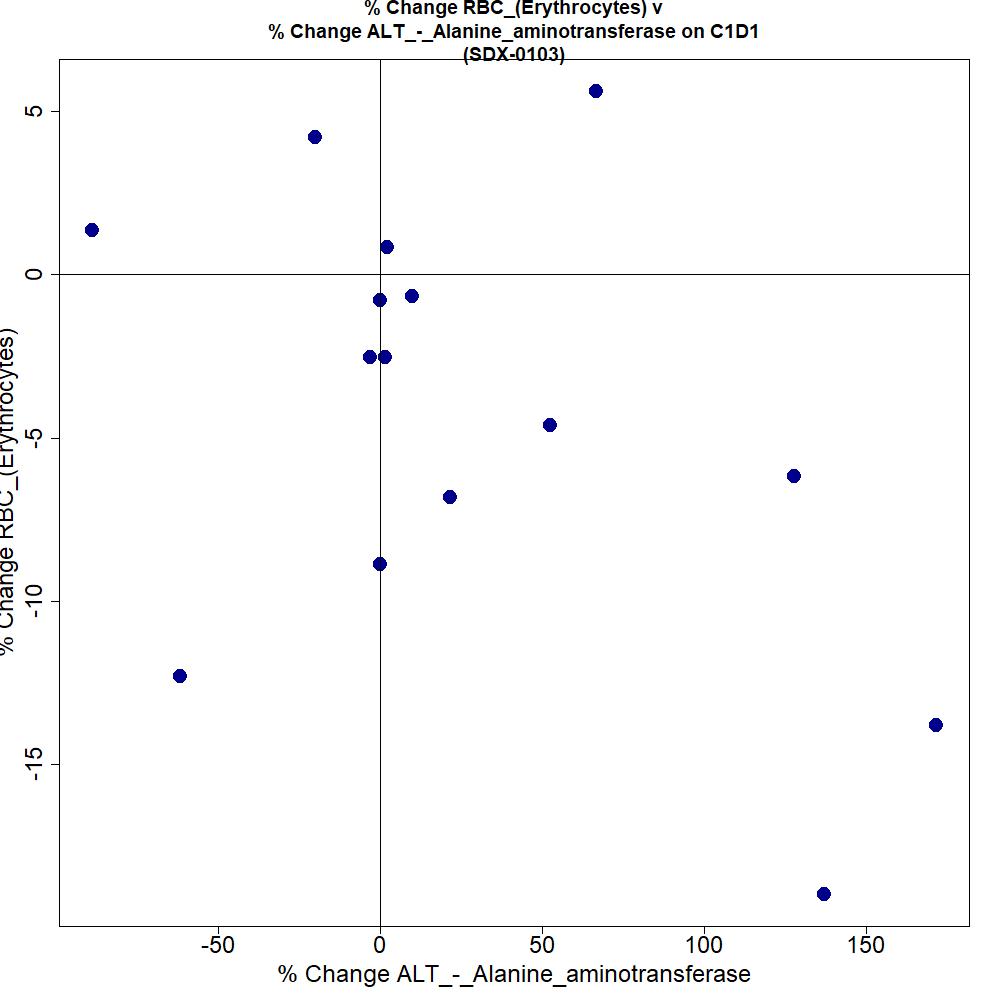 % Change RBC_(Erythrocytes) v
% Change ALT_-_Alanine_aminotransferase on C1D1
(SDX-0103)
5
0
-5
-10
-15
% Change RBC_(Erythrocytes)
-50
0
50
100
150
% Change ALT_-_Alanine_aminotransferase